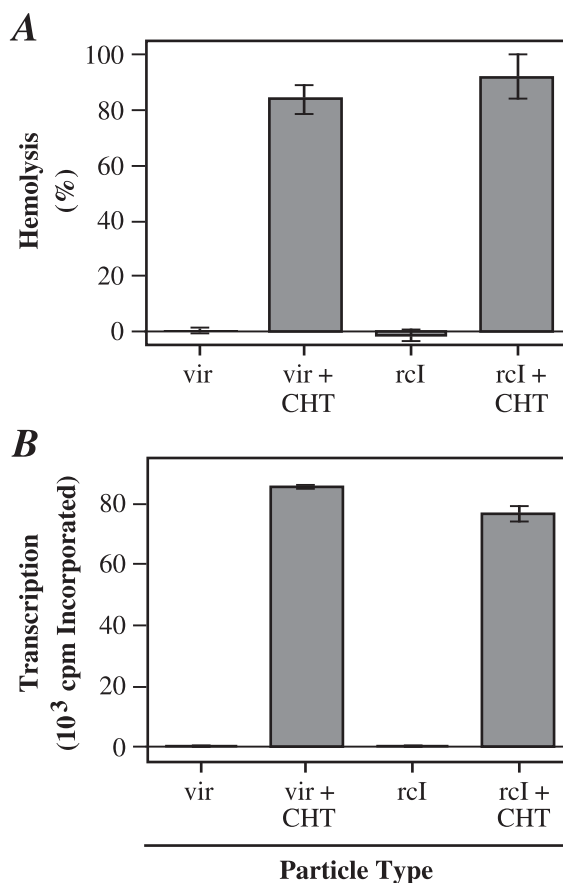 A
Hemolysis
(%)
100
80
60
40
20
0
vir
vir +
CHT
rcI
rcI +
CHT
B
Transcription
(10³ cpm Incorporated)
80
60
40
20
0
vir
vir +
CHT
rcI
rcI +
CHT
Particle Type